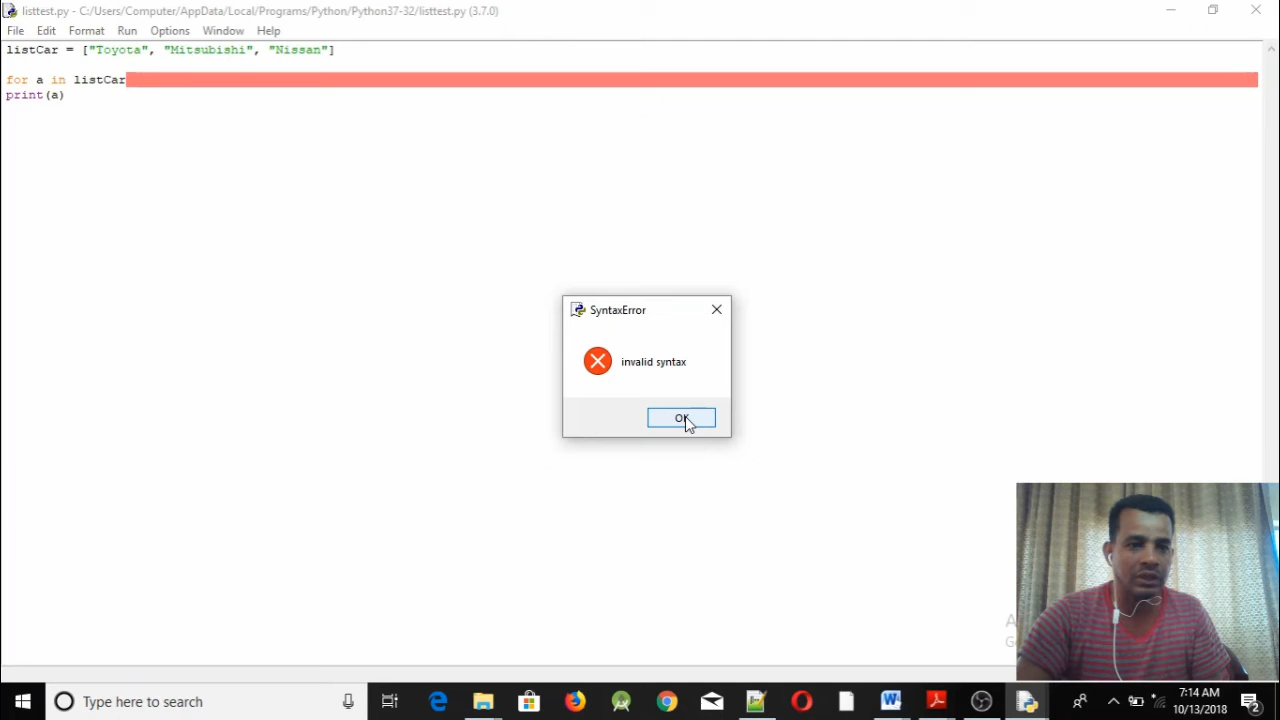 listtest.py - C:/Users/Computer/AppData/Local/Programs/Python/Python37-32/listtest.py (3.7.0)
File Edit Format Run Options Window Help
listCar = ["Toyota", "Mitsubishi", "Nissan"]
for a in listCar
print(a)
SyntaxError
invalid syntax
OK
Type here to search
7:14 AM
10/13/2018
2